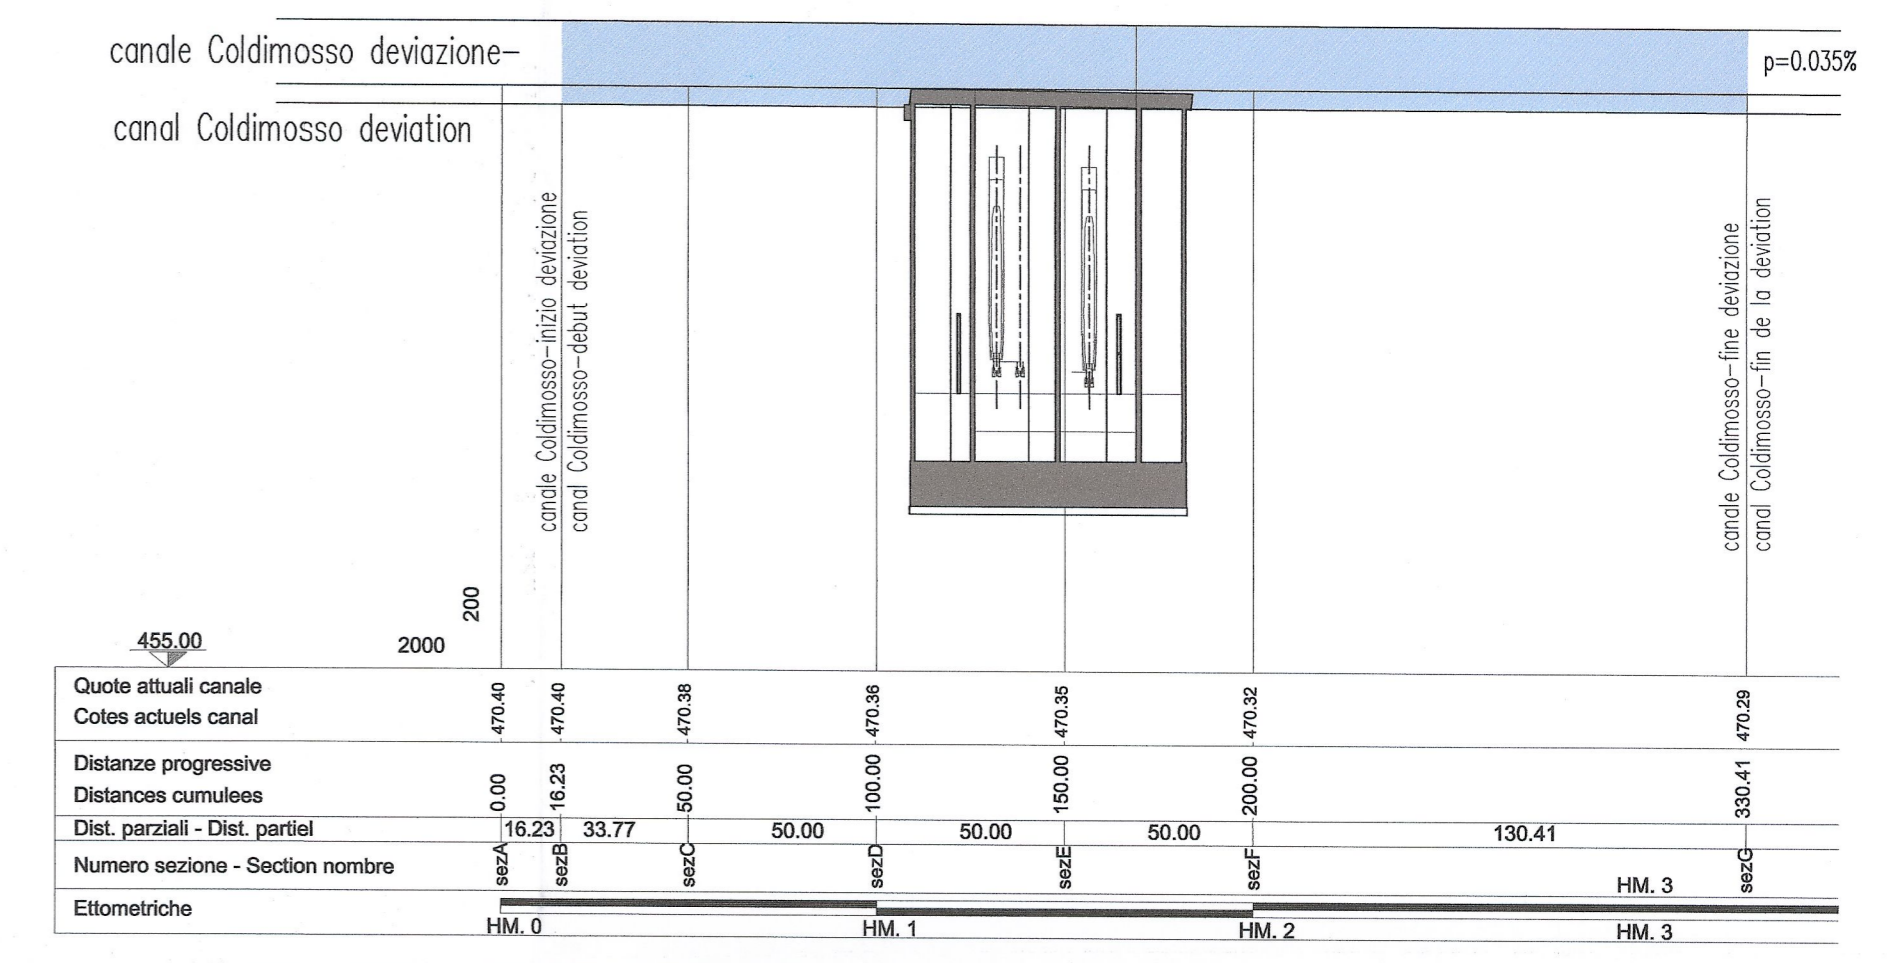 canale Coldimosso deviazione-
p=0.035%
canal Coldimosso deviation
canale Coldimosso-inizio deviazione
canal Coldimosso-debut deviation
canale Coldimosso-fine deviazione
canal Coldimosso-fin de la deviation
200
455.00
2000
Quote attuali canale
Cotes actuels canal
470.40 470.40 470.38 470.36 470.35 470.32 470.29
Distanze progressive
Distances cumulees
0.00 16.23 50.00 100.00 150.00 200.00 330.41
Dist. parziali - Dist. partiel 16.23 33.77 50.00 50.00 50.00 130.41
Numero sezione - Section nombre sezA sezB sezC sezD sezE sezF sezG
HM. 3
Ettometriche
HM. 0 HM. 1 HM. 2 HM. 3